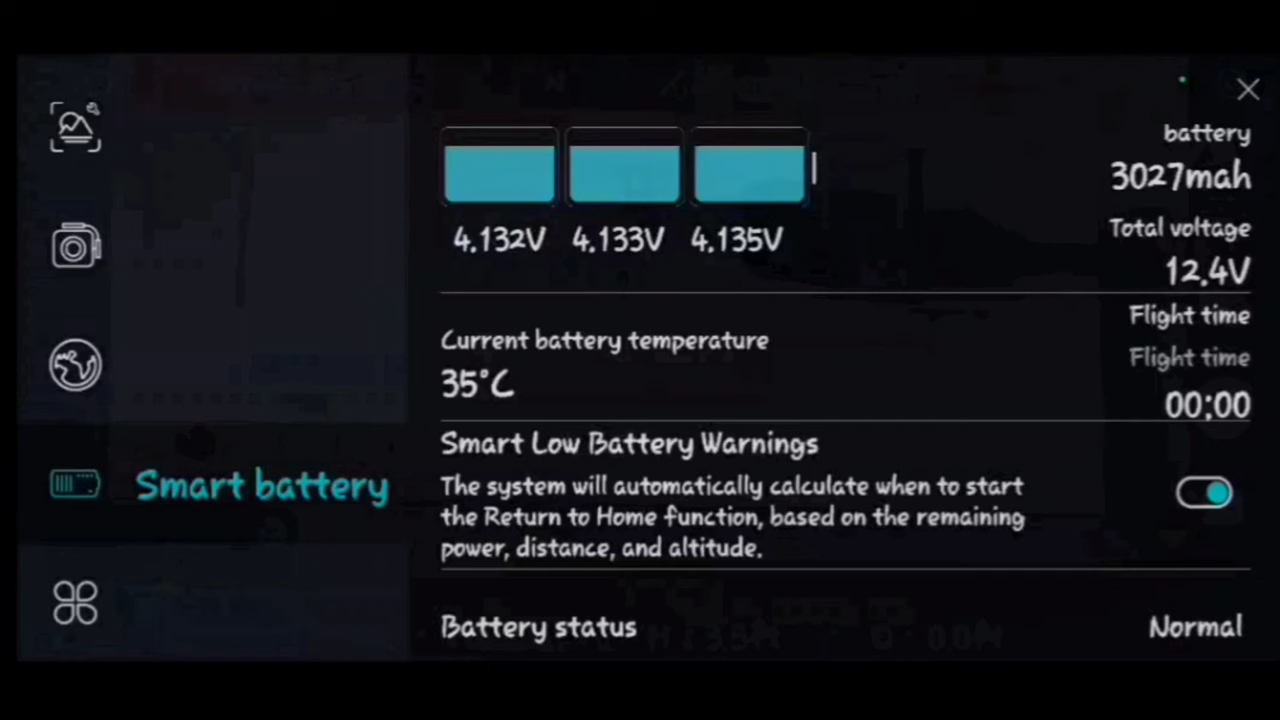 battery
3027mah
4.132V 4.133V 4.135V
Total voltage
12.4V
Current battery temperature
35°C
Flight time
Flight time
00:00
Smart battery
Smart Low Battery Warnings
The system will automatically calculate when to start
the Return to Home function, based on the remaining
power, distance, and altitude.
Battery status
Normal